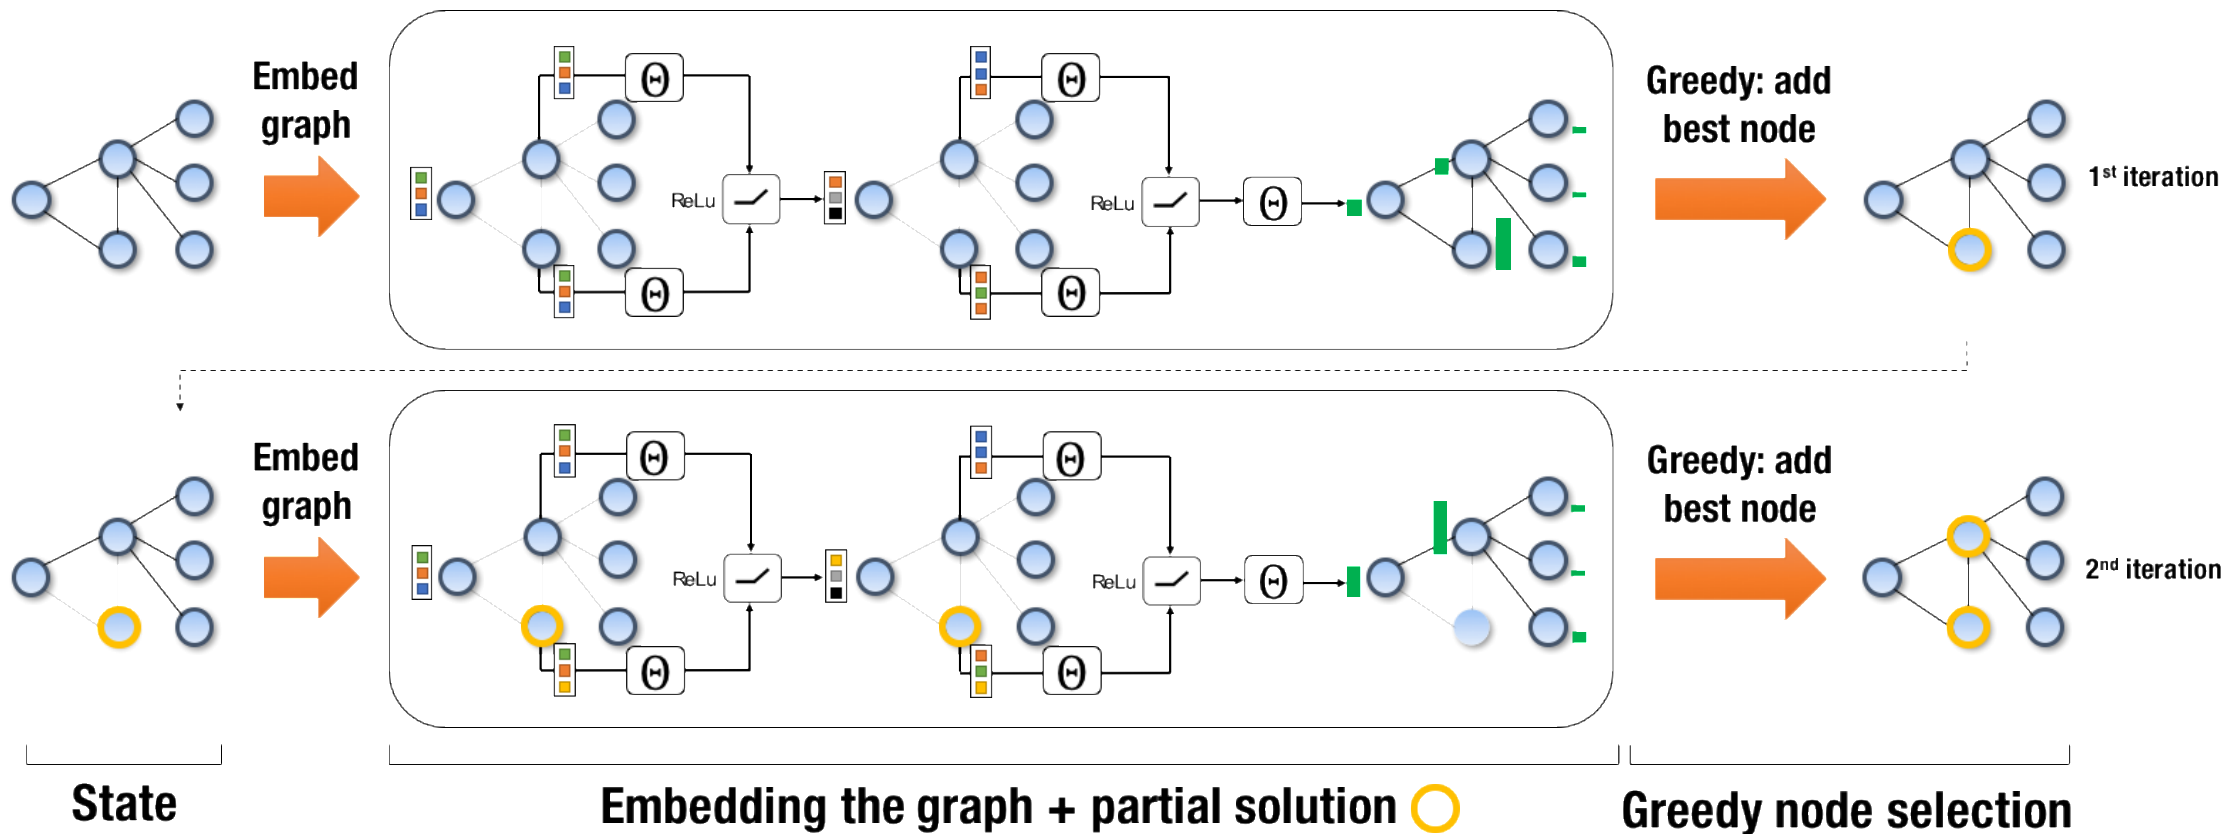 Embed
graph
Θ
Θ
ReLu
Θ
Θ
ReLu
Θ
Greedy: add
best node
1st iteration
Embed
graph
Θ
Θ
ReLu
Θ
Θ
ReLu
Θ
Greedy: add
best node
2nd iteration
State
Embedding the graph + partial solution
Greedy node selection